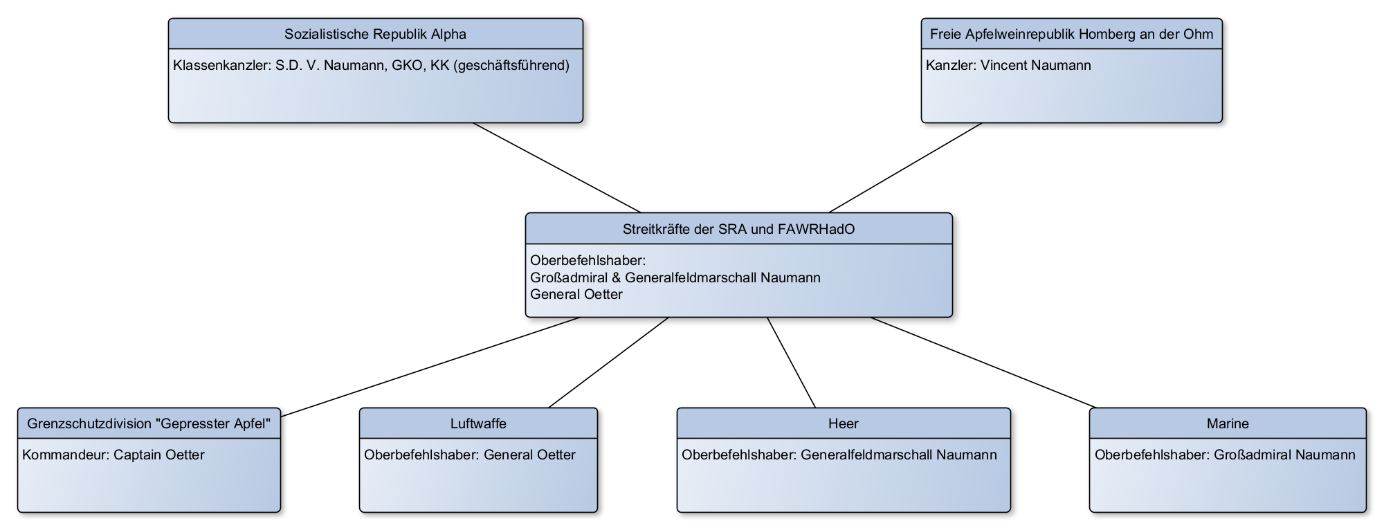 Sozialistische Republik Alpha
Klassenkanzler: S.D. V. Naumann, GKO, KK (geschäftsführend)
Freie Apfelweinrepublik Homberg an der Ohm
Kanzler: Vincent Naumann
Streitkräfte der SRA und FAWRHadO
Oberbefehlshaber:
Großadmiral & Generalfeldmarschall Naumann
General Oetter
Grenzschutzdivision "Gepresster Apfel"
Kommandeur: Captain Oetter
Luftwaffe
Oberbefehlshaber: General Oetter
Heer
Oberbefehlshaber: Generalfeldmarschall Naumann
Marine
Oberbefehlshaber: Großadmiral Naumann